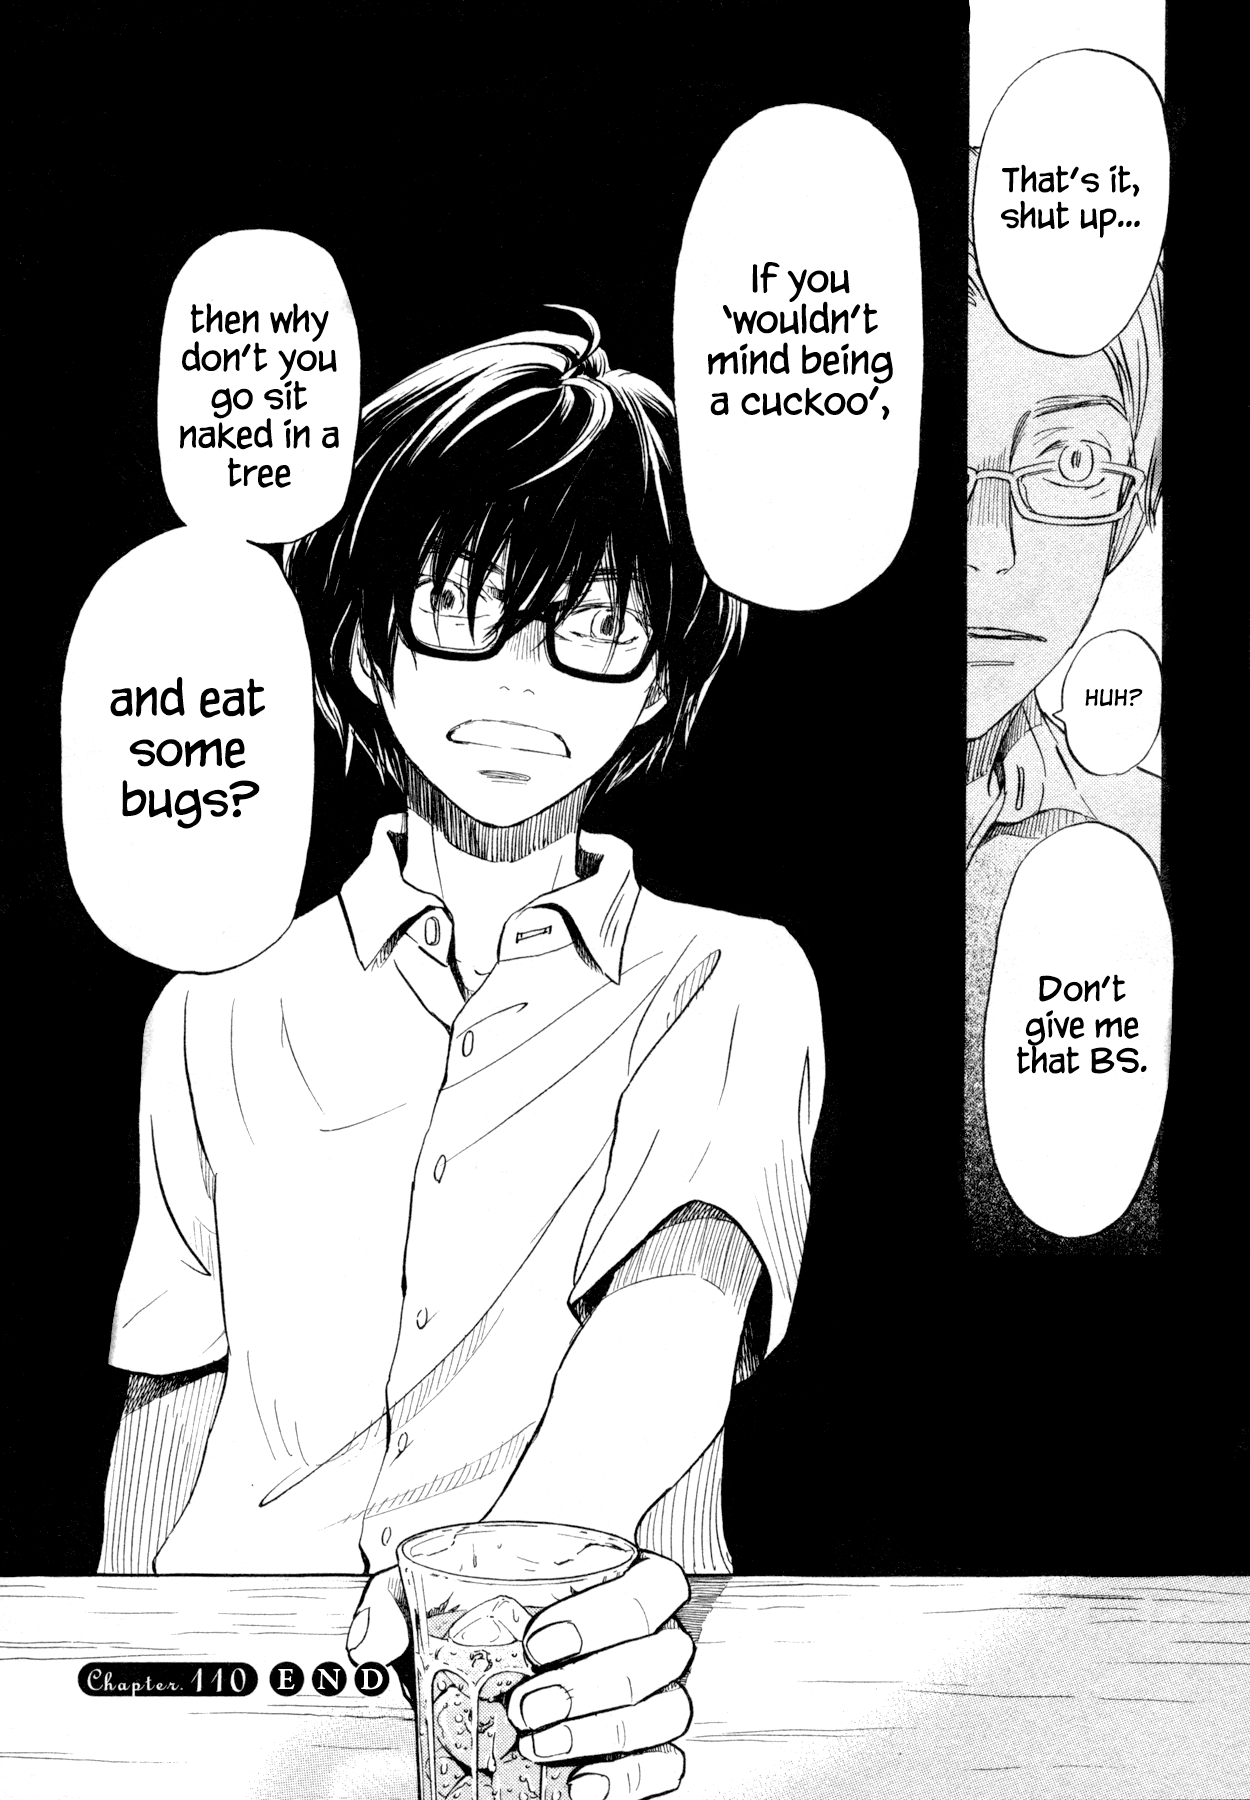 That's it,
shut up...
HUH?
Don't
give me
that BS.
If you
'wouldn't
mind being
a cuckoo',
then why
don't you
go sit
naked in a
tree
and eat
some
bugs?
Chapter. 110 END